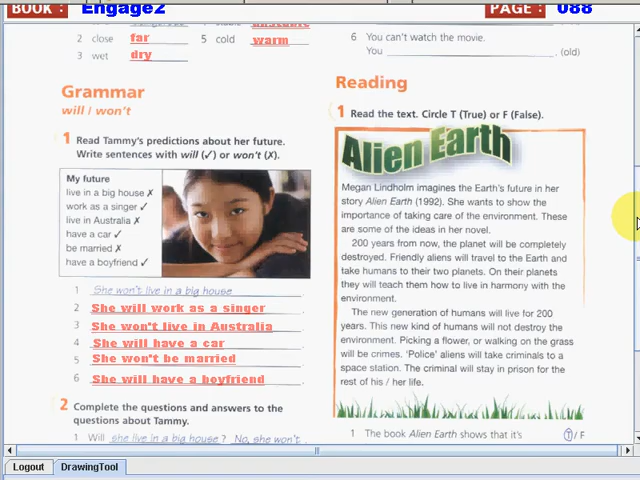 BOOK : Engage2 PAGE : 088
2 close far
5 cold warm
3 wet dry
6 You can't watch the movie.
You (old)
Grammar
will / won't
1 Read Tammy's predictions about her future.
Write sentences with will (✓) or won't (✗).
My future
live in a big house ✗
work as a singer ✓
live in Australia ✗
have a car ✓
be married ✗
have a boyfriend ✓
1 She won't live in a big house .
2 She will work as a singer .
3 She won't live in Australia .
4 She will have a car .
5 She won't be married .
6 She will have a boyfriend .
2 Complete the questions and answers to the
questions about Tammy.
1 Will she live in a big house ? No, she won't .
Reading
1 Read the text. Circle T (True) or F (False).
Alien Earth
Megan Lindholm imagines the Earth's future in her
story Alien Earth (1992). She wants to show the
importance of taking care of the environment. These
are some of the ideas in her novel.
200 years from now, the planet will be completely
destroyed. Friendly aliens will travel to the Earth and
take humans to their two planets. On their planets
they will teach them how to live in harmony with the
environment.
The new generation of humans will live for 200
years. This new kind of humans will not destroy the
environment. Picking a flower, or walking on the grass
will be crimes. 'Police' aliens will take criminals to a
space station. The criminal will stay in prison for the
rest of his / her life.
1 The book Alien Earth shows that it's T / F
Logout DrawingTool